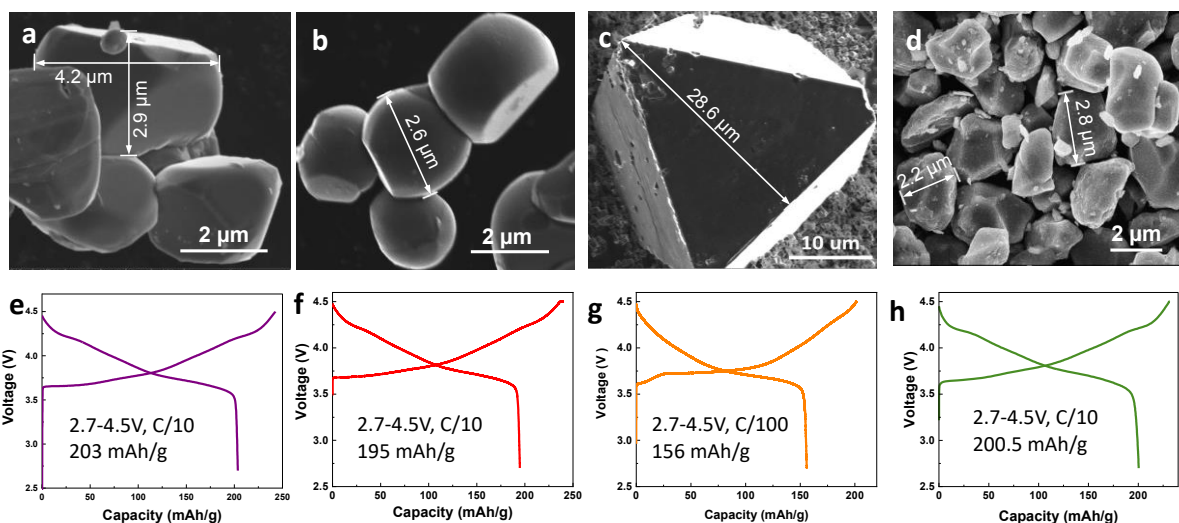 a
4.2 µm
2.9 µm
2 µm
b
2.6 µm
2 µm
c
28.6 µm
10 um
d
2.8 µm
2.2 µm
2 µm
e
Voltage (V)
4.5
4.0
3.5
3.0
2.5
2.7-4.5V, C/10
203 mAh/g
0 50 100 150 200 250
Capacity (mAh/g)
f
Voltage (V)
4.5
4.0
3.5
3.0
2.5
2.7-4.5V, C/10
195 mAh/g
0 50 100 150 200 250
Capacity (mAh/g)
g
Voltage (V)
4.5
4.0
3.5
3.0
2.5
2.7-4.5V, C/100
156 mAh/g
0 50 100 150 200
Capacity (mAh/g)
h
Voltage (V)
4.5
4.0
3.5
3.0
2.5
2.7-4.5V, C/10
200.5 mAh/g
0 50 100 150 200
Capacity (mAh/g)